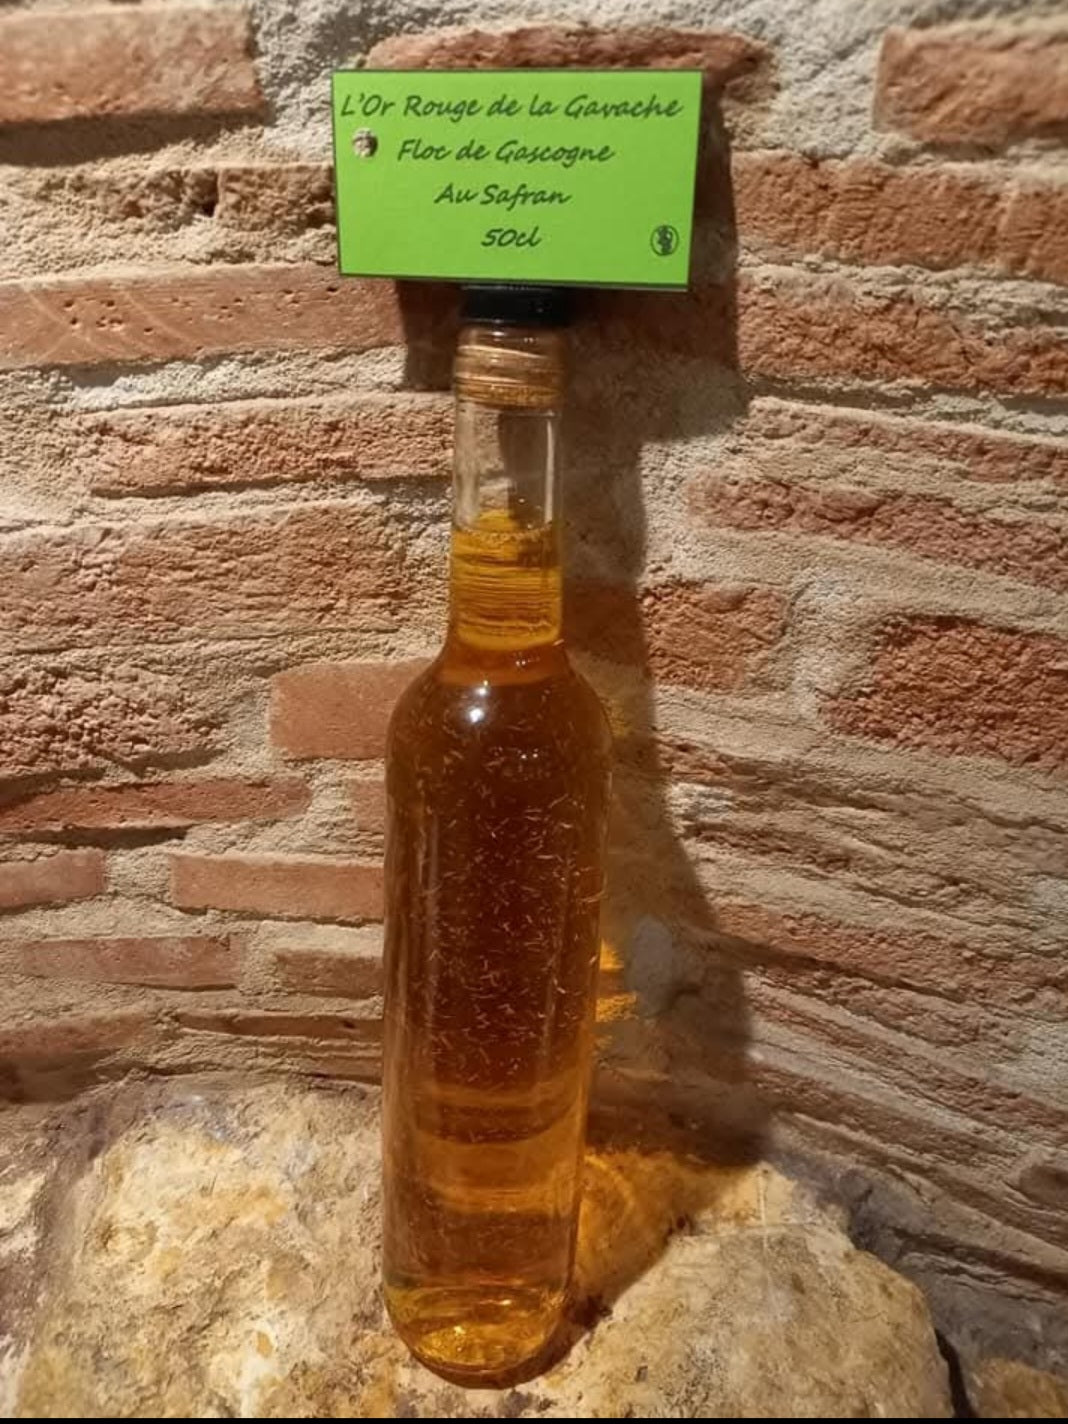 L'Or Rouge de la Gavache
Floc de Gascogne
Au Safran
50cl